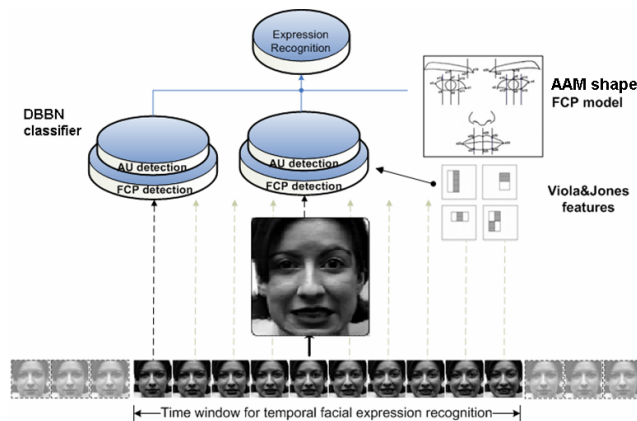 Expression
Recognition
AAM shape
FCP model
DBBN
classifier
AU detection
FCP detection
AU detection
FCP detection
Viola&Jones
features
Time window for temporal facial expression recognition